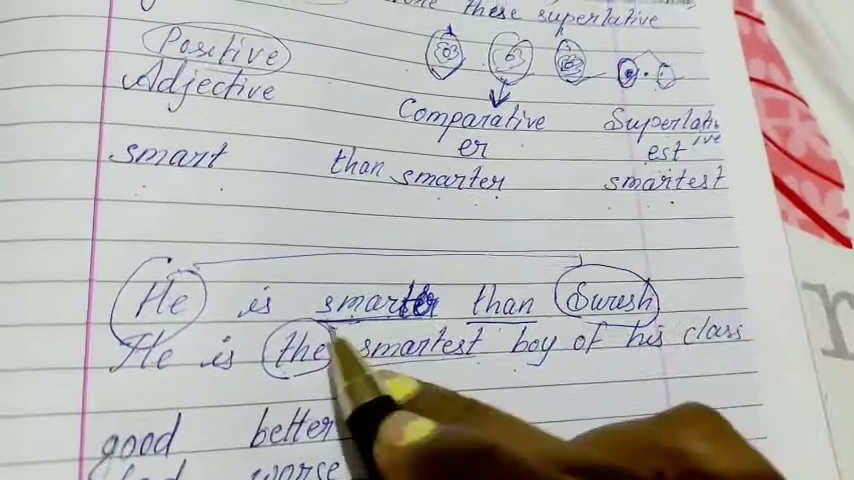 these superlative
Positive
Adjective
Comparative Superlative
er est
smart than smarter smartest
He is smarter than Suresh
He is the smartest boy of his class
good better
worse